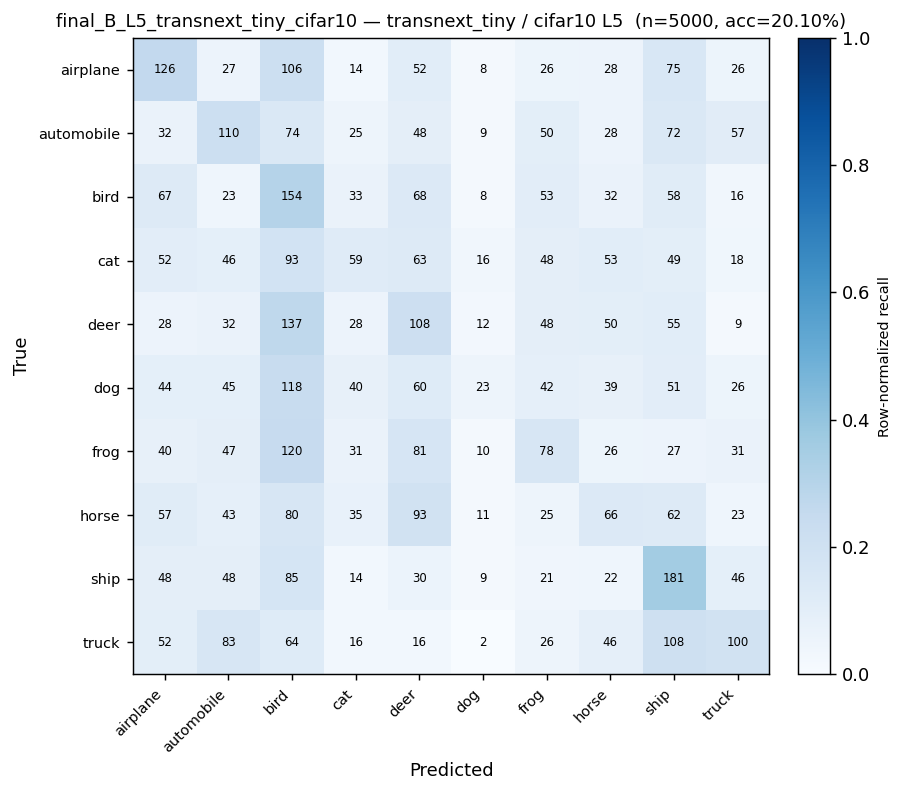 final_B_L5_transnext_tiny_cifar10 — transnext_tiny / cifar10 L5  (n=5000, acc=20.10%)
True
airplane 126 27 106 14 52 8 26 28 75 26
automobile 32 110 74 25 48 9 50 28 72 57
bird 67 23 154 33 68 8 53 32 58 16
cat 52 46 93 59 63 16 48 53 49 18
deer 28 32 137 28 108 12 48 50 55 9
dog 44 45 118 40 60 23 42 39 51 26
frog 40 47 120 31 81 10 78 26 27 31
horse 57 43 80 35 93 11 25 66 62 23
ship 48 48 85 14 30 9 21 22 181 46
truck 52 83 64 16 16 2 26 46 108 100
airplane automobile bird cat deer dog frog horse ship truck
Predicted
1.0
0.8
0.6
0.4
0.2
0.0
Row-normalized recall